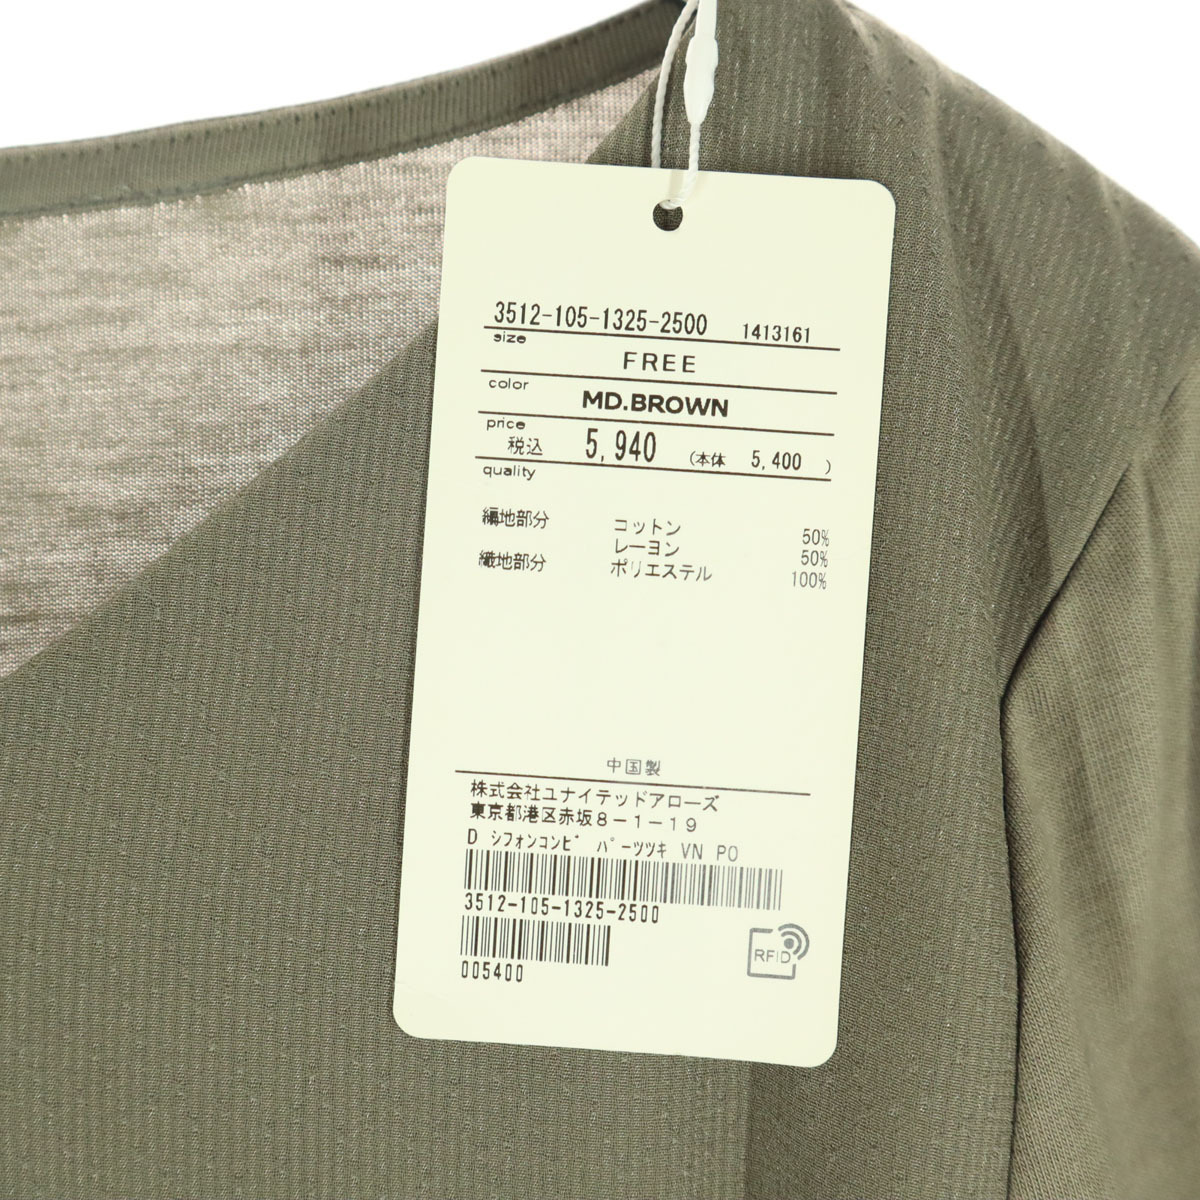 3512-105-1325-2500 1413161
size
FREE
color
MD.BROWN
price
税込 5,940 (本体 5,400 )
quality
編地部分 コットン 50%
レーヨン 50%
織地部分 ポリエステル 100%
中国製
株式会社ユナイテッドアローズ
東京都港区赤坂8-1-19
D シフォンコンビ パーツツキ VN PO
3512-105-1325-2500
005400
RFID